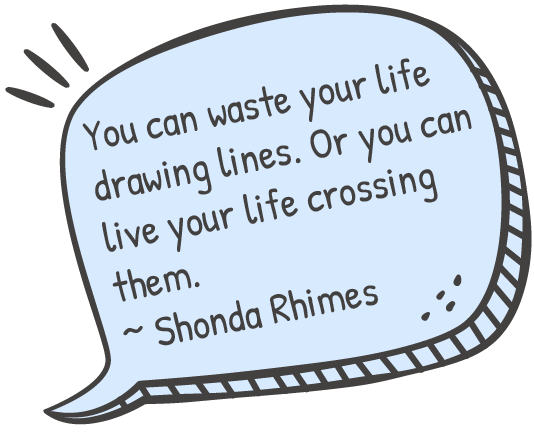 You can waste your life
drawing lines. Or you can
live your life crossing
them.
~ Shonda Rhimes